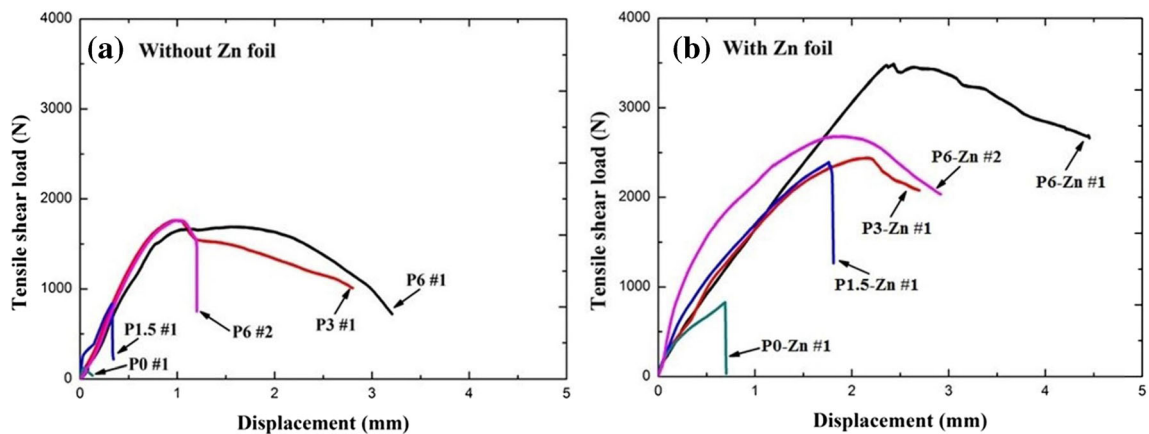 (a) Without Zn foil
Tensile shear load (N)
4000
3000
2000
1000
0
P6 #1
P3 #1
P6 #2
P1.5 #1
P0 #1
0 1 2 3 4 5
Displacement (mm)
(b) With Zn foil
Tensile shear load (N)
4000
3000
2000
1000
0
P6-Zn #2
P6-Zn #1
P3-Zn #1
P1.5-Zn #1
P0-Zn #1
0 1 2 3 4 5
Displacement (mm)